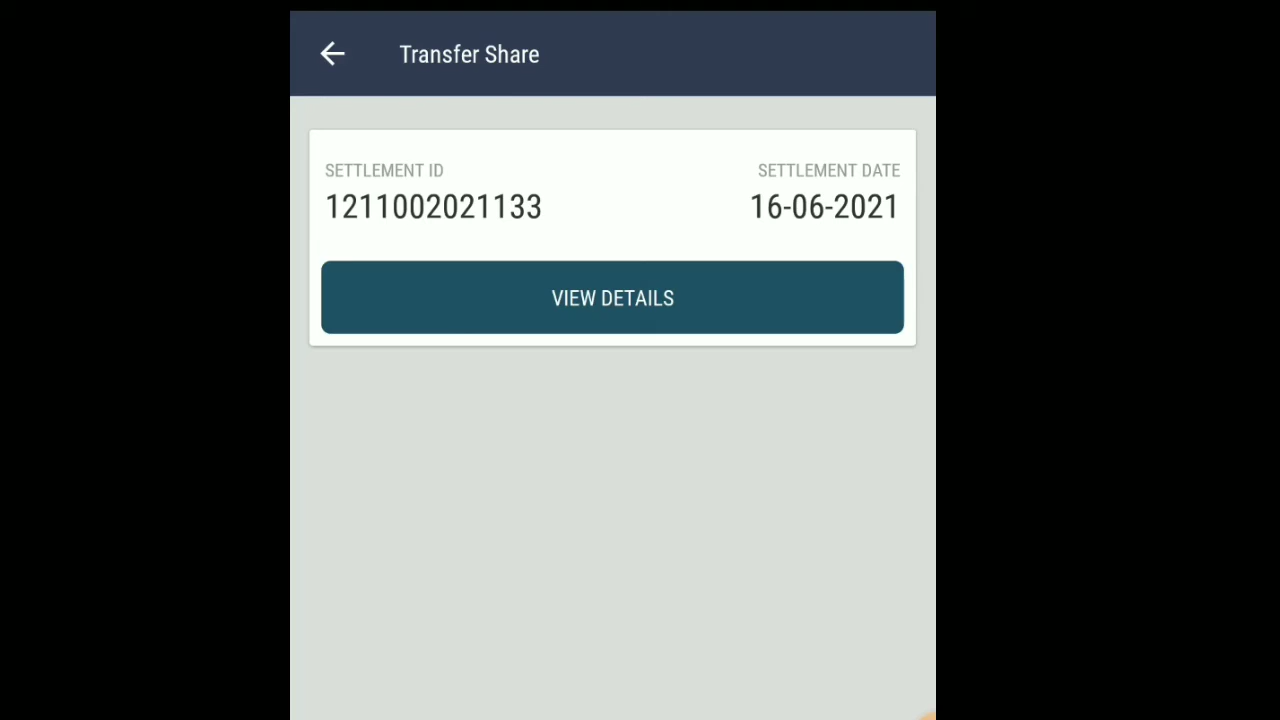 Transfer Share
SETTLEMENT ID SETTLEMENT DATE
1211002021133 16-06-2021
VIEW DETAILS